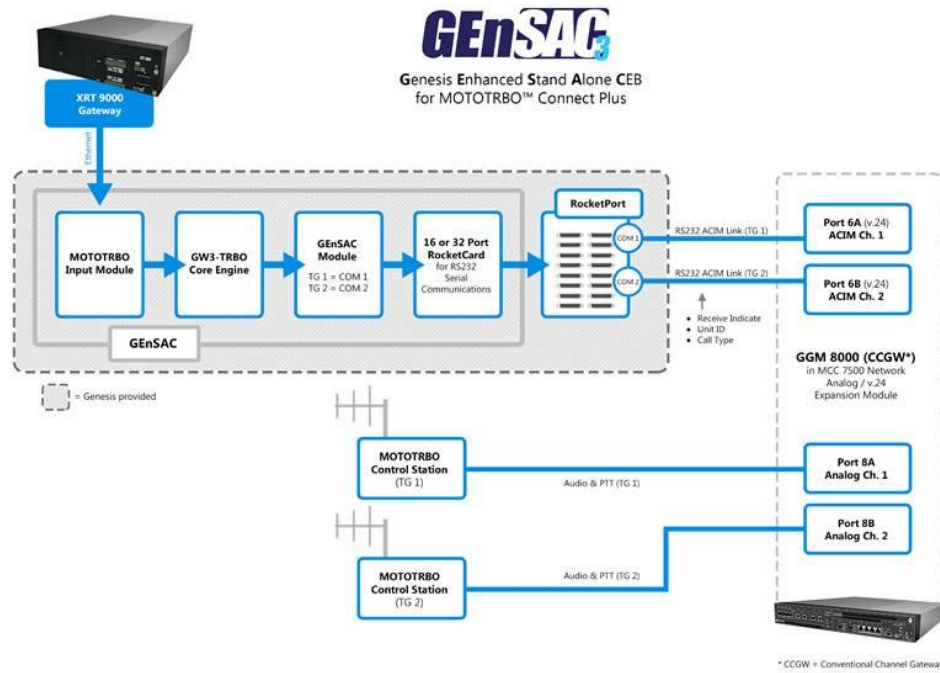 GEnSAC3
Genesis Enhanced Stand Alone CEB
for MOTOTRBO™ Connect Plus
XRT 9000
Gateway
Ethernet
MOTOTRBO
Input Module
GW3-TRBO
Core Engine
GEnSAC
Module
TG 1 = COM 1
TG 2 = COM 2
16 or 32 Port
RocketCard
for RS232
Serial
Communications
GEnSAC
RocketPort
COM 1
COM 2
RS232 ACIM Link (TG 1)
RS232 ACIM Link (TG 2)
• Receive Indicate
• Unit ID
• Call Type
Port 6A (v.24)
ACIM Ch. 1
Port 6B (v.24)
ACIM Ch. 2
GGM 8000 (CCGW*)
in MCC 7500 Network
Analog / v.24
Expansion Module
= Genesis provided
MOTOTRBO
Control Station
(TG 1)
Audio & PTT (TG 1)
Port 8A
Analog Ch. 1
Port 8B
Analog Ch. 2
MOTOTRBO
Control Station
(TG 2)
Audio & PTT (TG 2)
* CCGW = Conventional Channel Gateway